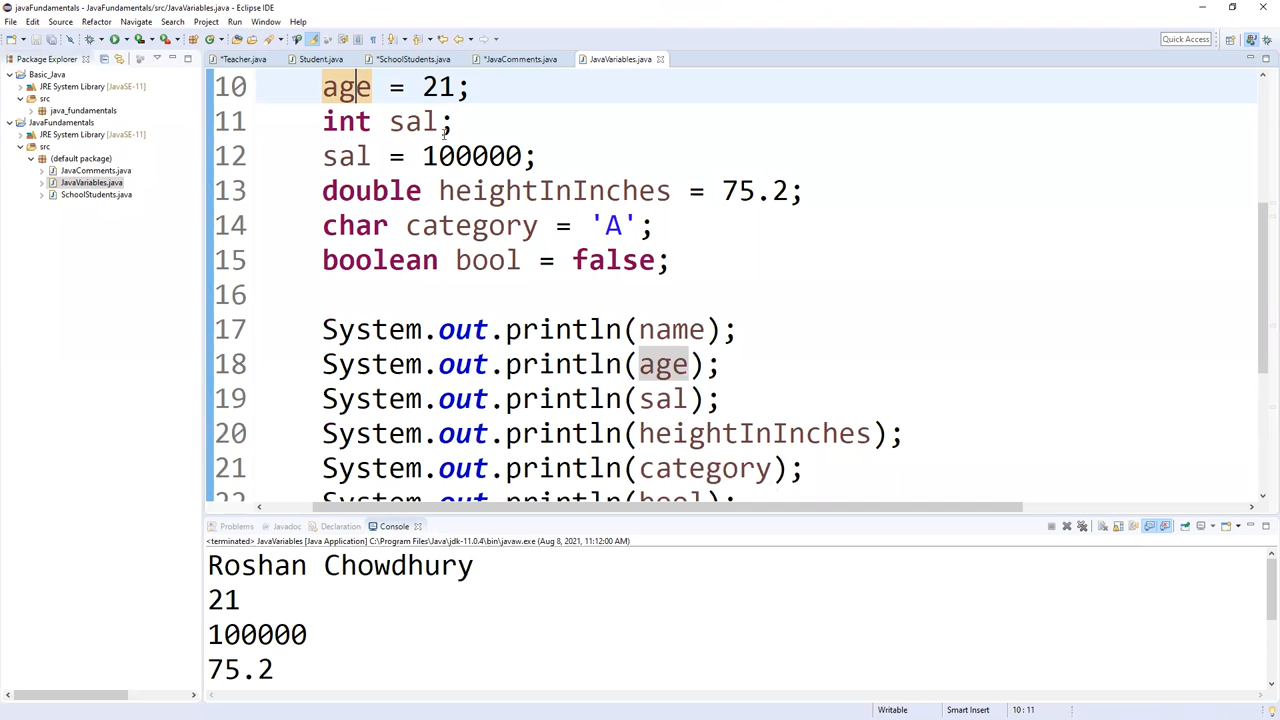 javaFundamentals - JavaFundamentals/src/JavaVariables.java - Eclipse IDE
File Edit Source Refactor Navigate Search Project Run Window Help
Quick Access
Package Explorer
*Teacher.java Student.java *SchoolStudents.java *JavaComments.java JavaVariables.java
Basic_Java
JRE System Library [JavaSE-11]
src
java_fundamentals
JavaFundamentals
JRE System Library [JavaSE-11]
src
(default package)
JavaComments.java
JavaVariables.java
SchoolStudents.java
10 age = 21;
11 int sal;
12 sal = 100000;
13 double heightInInches = 75.2;
14 char category = 'A';
15 boolean bool = false;
16
17 System.out.println(name);
18 System.out.println(age);
19 System.out.println(sal);
20 System.out.println(heightInInches);
21 System.out.println(category);
22 System.out.println(bool);
Problems Javadoc Declaration Console
<terminated> JavaVariables [Java Application] C:\Program Files\Java\jdk-11.0.4\bin\javaw.exe (Aug 8, 2021, 11:12:00 AM)
Roshan Chowdhury
21
100000
75.2
Writable Smart Insert 10 : 11